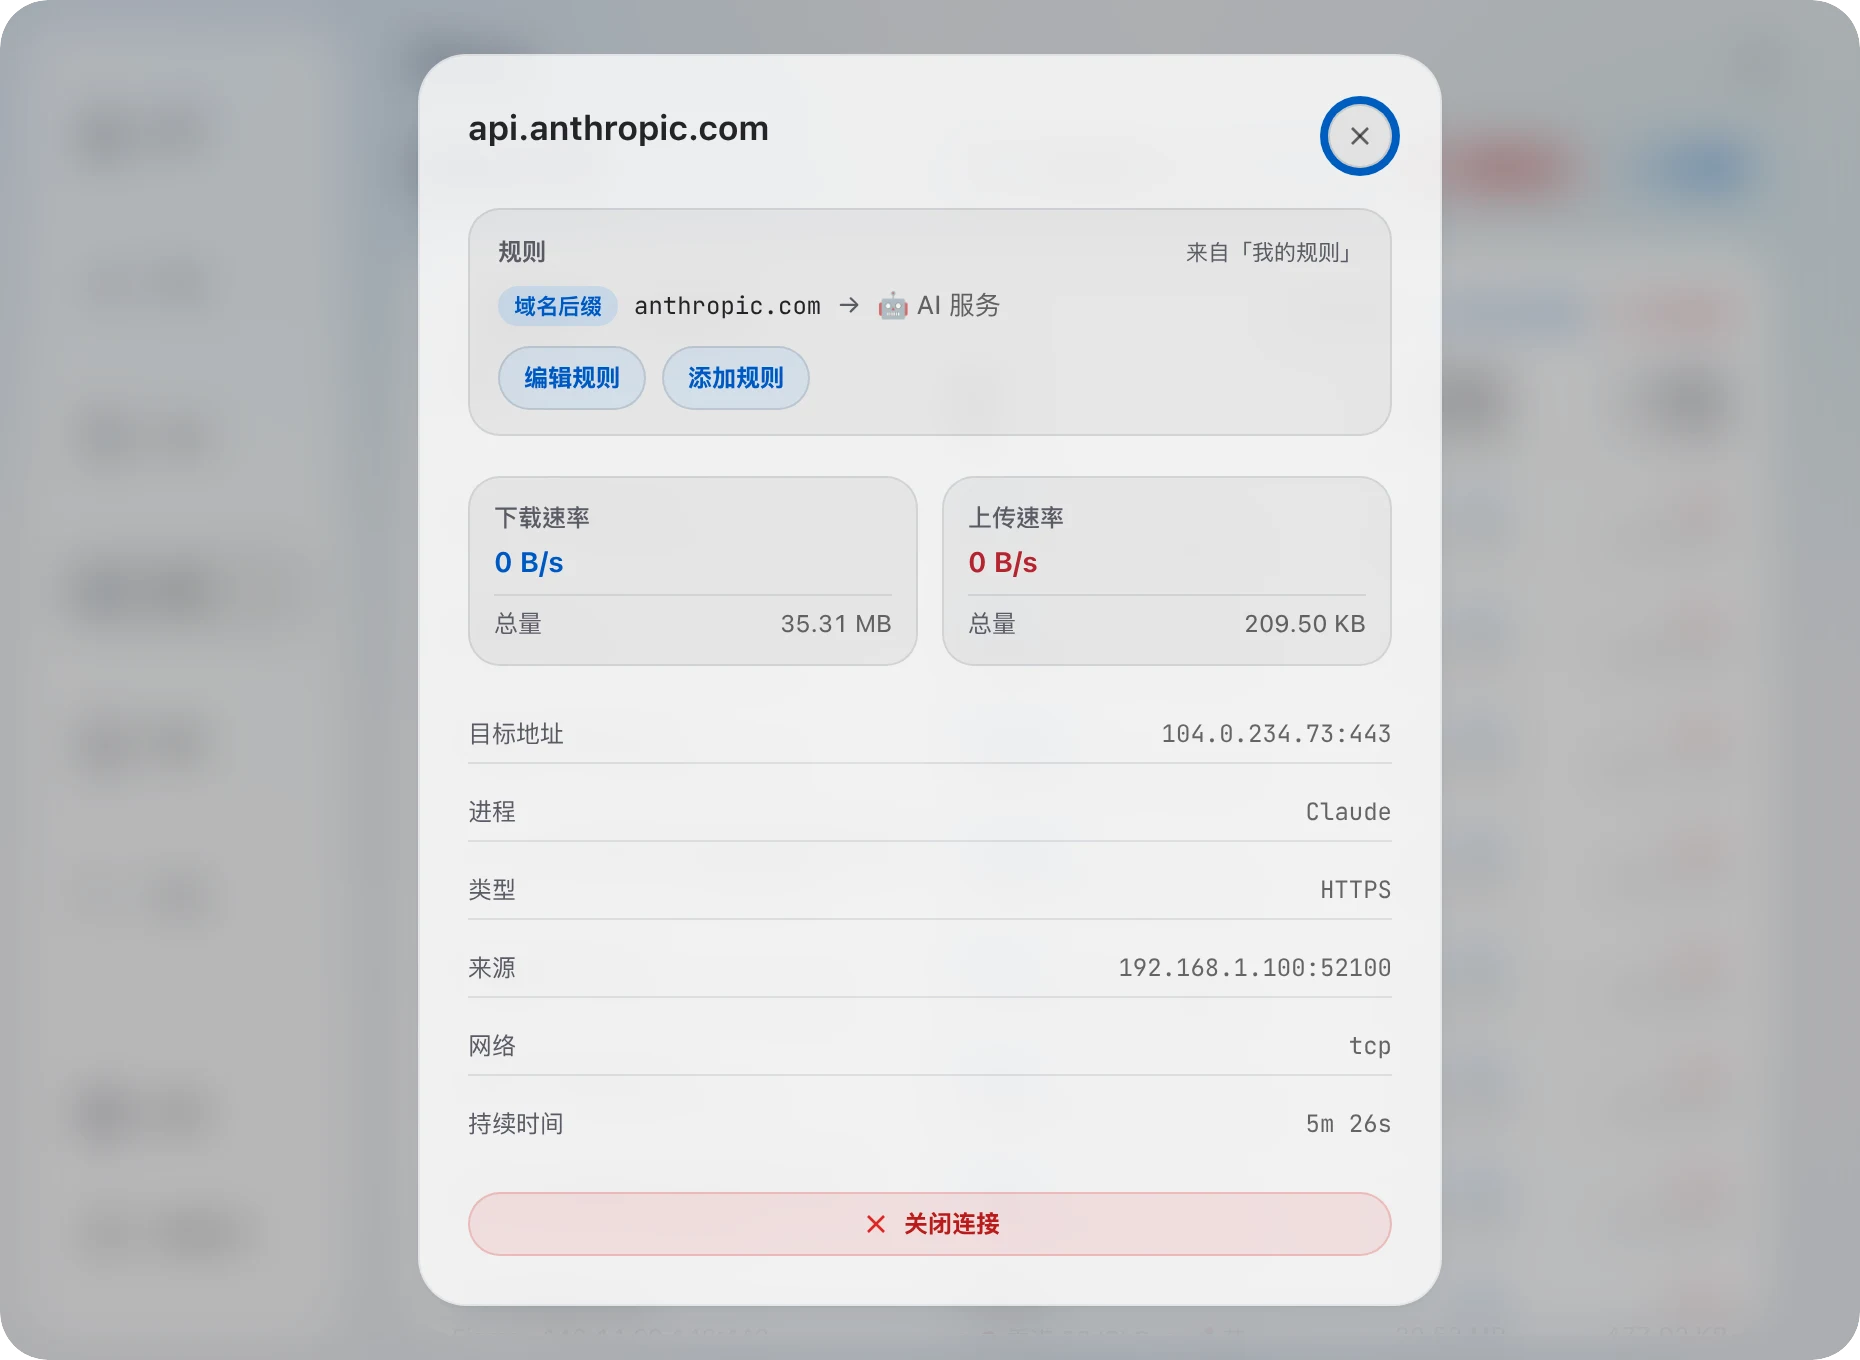 api.anthropic.com
规则 来自「我的规则」
域名后缀 anthropic.com → 🤖 AI 服务
编辑规则 添加规则
下载速率
0 B/s
总量 35.31 MB
上传速率
0 B/s
总量 209.50 KB
目标地址 104.0.234.73:443
进程 Claude
类型 HTTPS
来源 192.168.1.100:52100
网络 tcp
持续时间 5m 26s
× 关闭连接